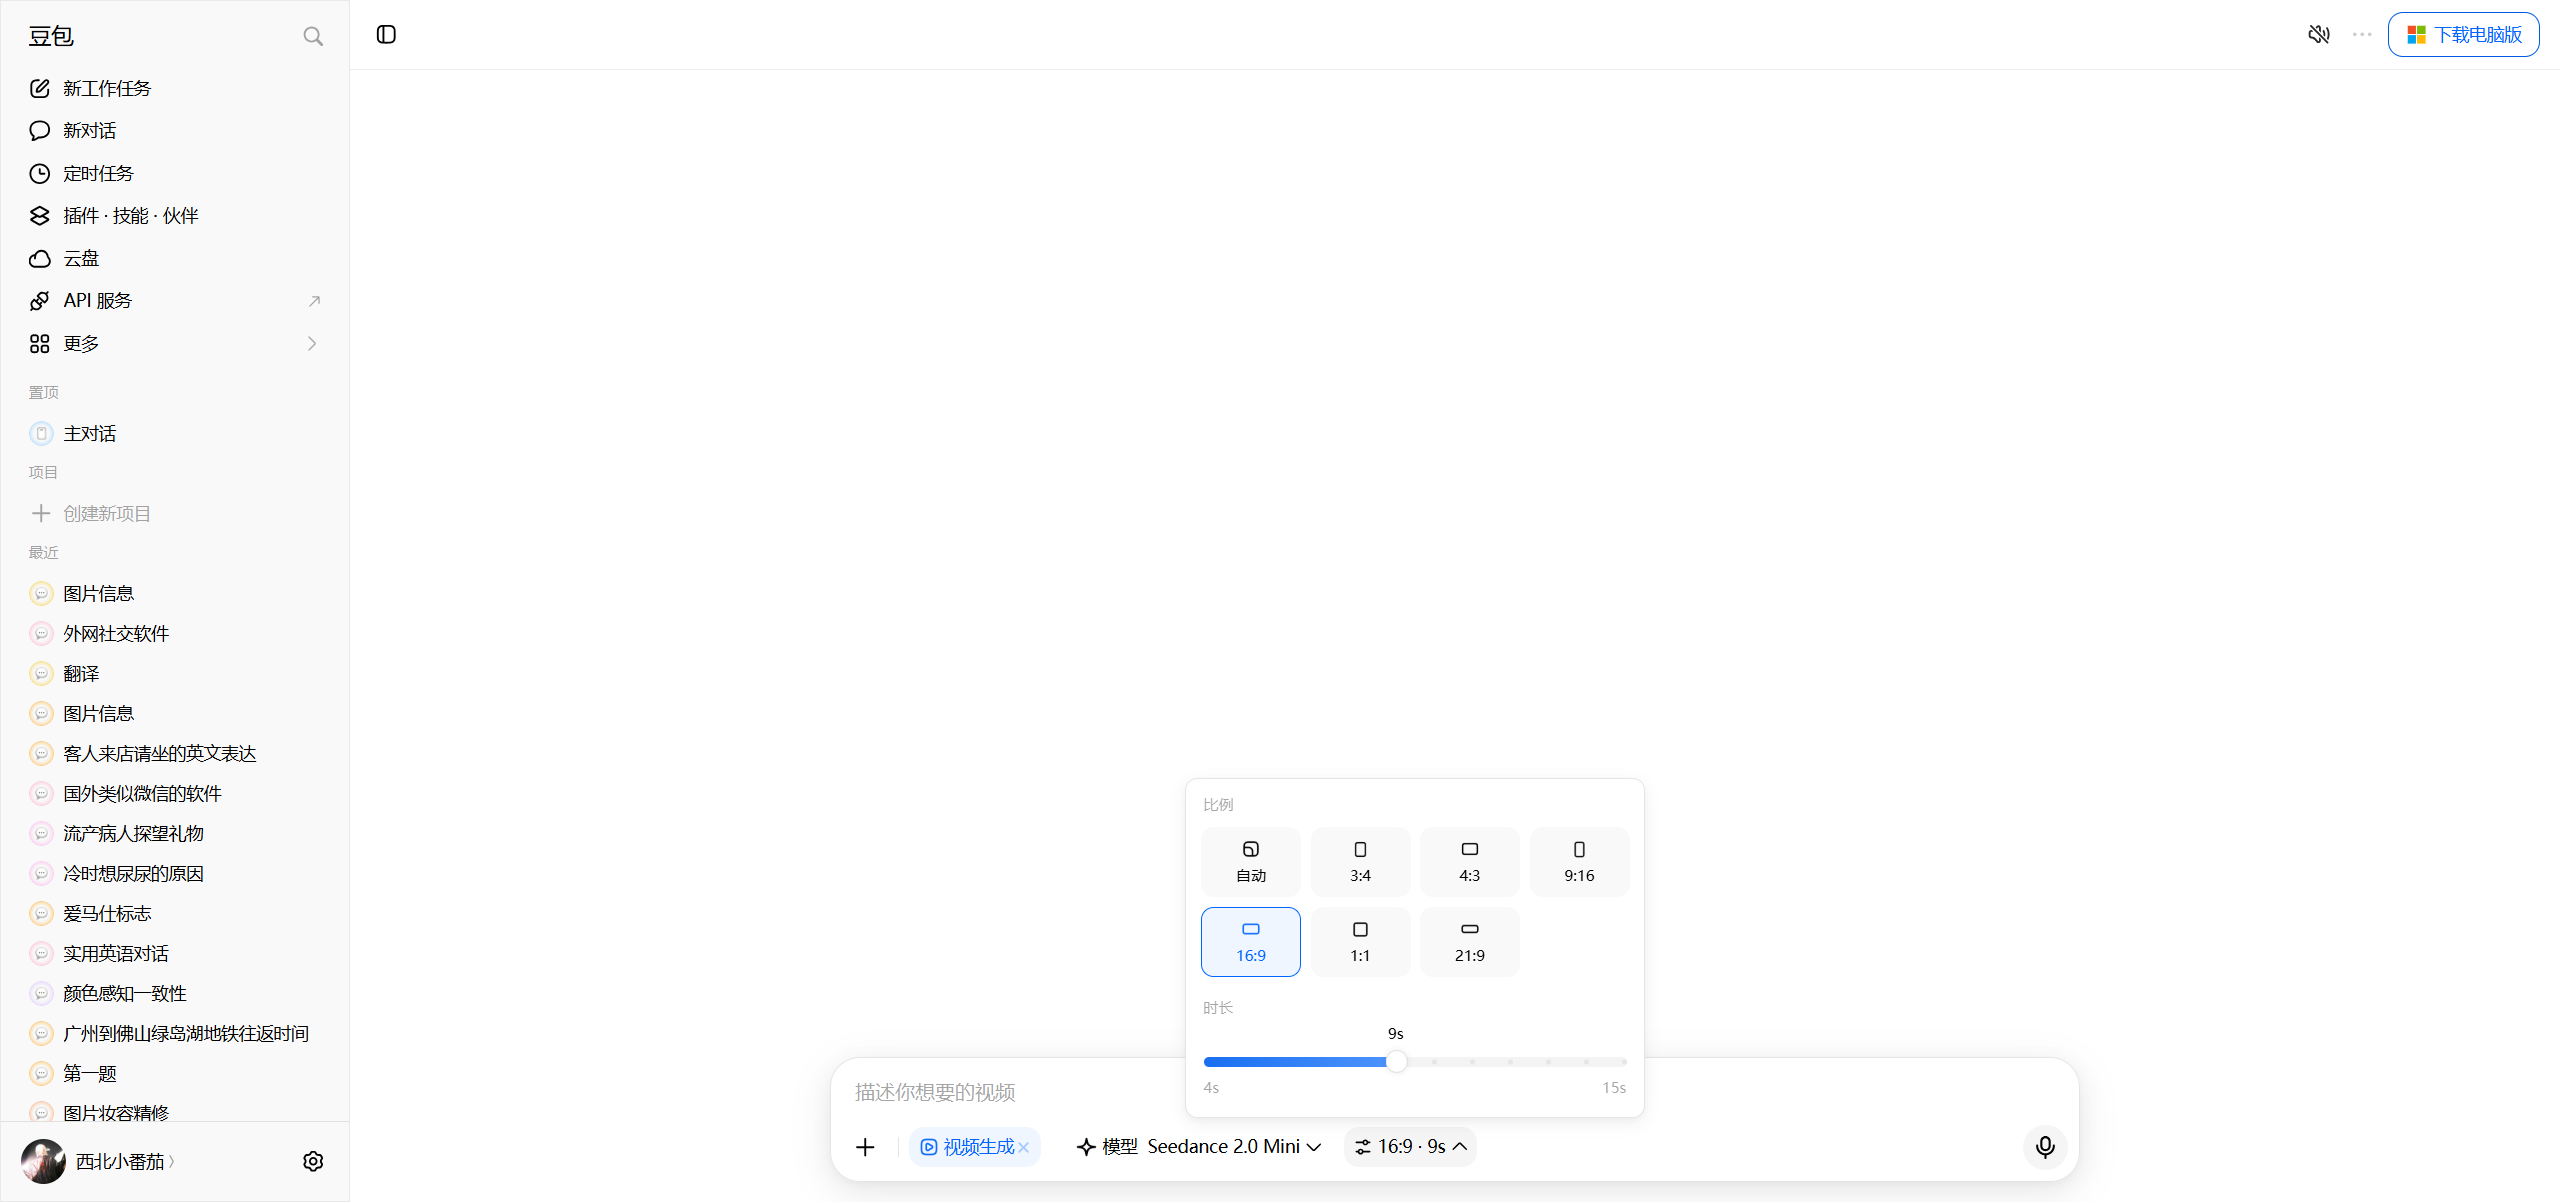 豆包
新工作任务
新对话
定时任务
插件 · 技能 · 伙伴
云盘
API 服务
更多
置顶
主对话
项目
创建新项目
最近
图片信息
外网社交软件
翻译
图片信息
客人来店请坐的英文表达
国外类似微信的软件
流产病人探望礼物
冷时想尿尿的原因
爱马仕标志
实用英语对话
颜色感知一致性
广州到佛山绿岛湖地铁往返时间
第一题
图片妆容精修
西北小番茄
下载电脑版
比例
自动
3:4
4:3
9:16
16:9
1:1
21:9
时长
9s
4s
15s
描述你想要的视频
视频生成
模型 Seedance 2.0 Mini
16:9 · 9s